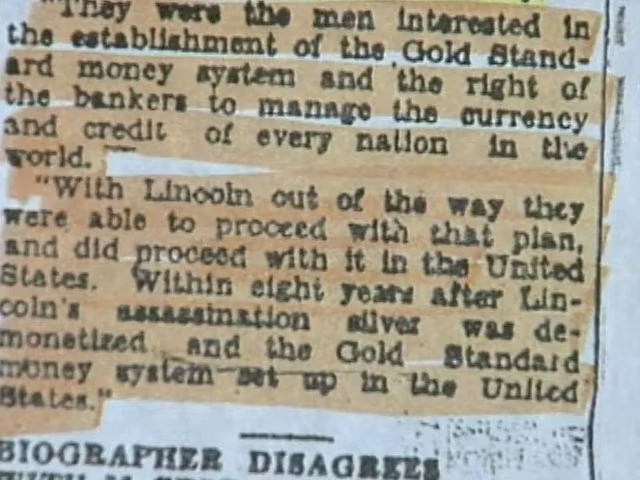 "They were the men interested in
the establishment of the Gold Stand-
ard money system and the right of
the bankers to manage the currency
and credit of every nation in the
world.
"With Lincoln out of the way they
were able to proceed with that plan,
and did proceed with it in the United
States. Within eight years after Lin-
coln's assassination silver was de-
monetized and the Gold Standard
money system set up in the United
States."
BIOGRAPHER DISAGREES